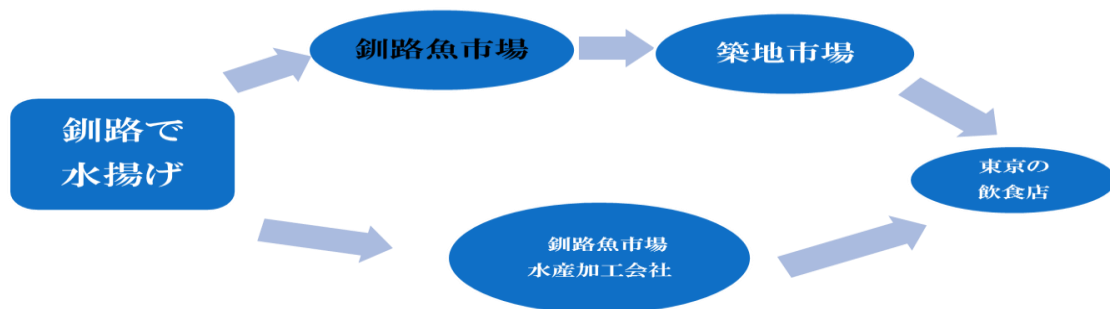 釧路魚市場
築地市場
釧路で
水揚げ
東京の
飲食店
釧路魚市場
水産加工会社